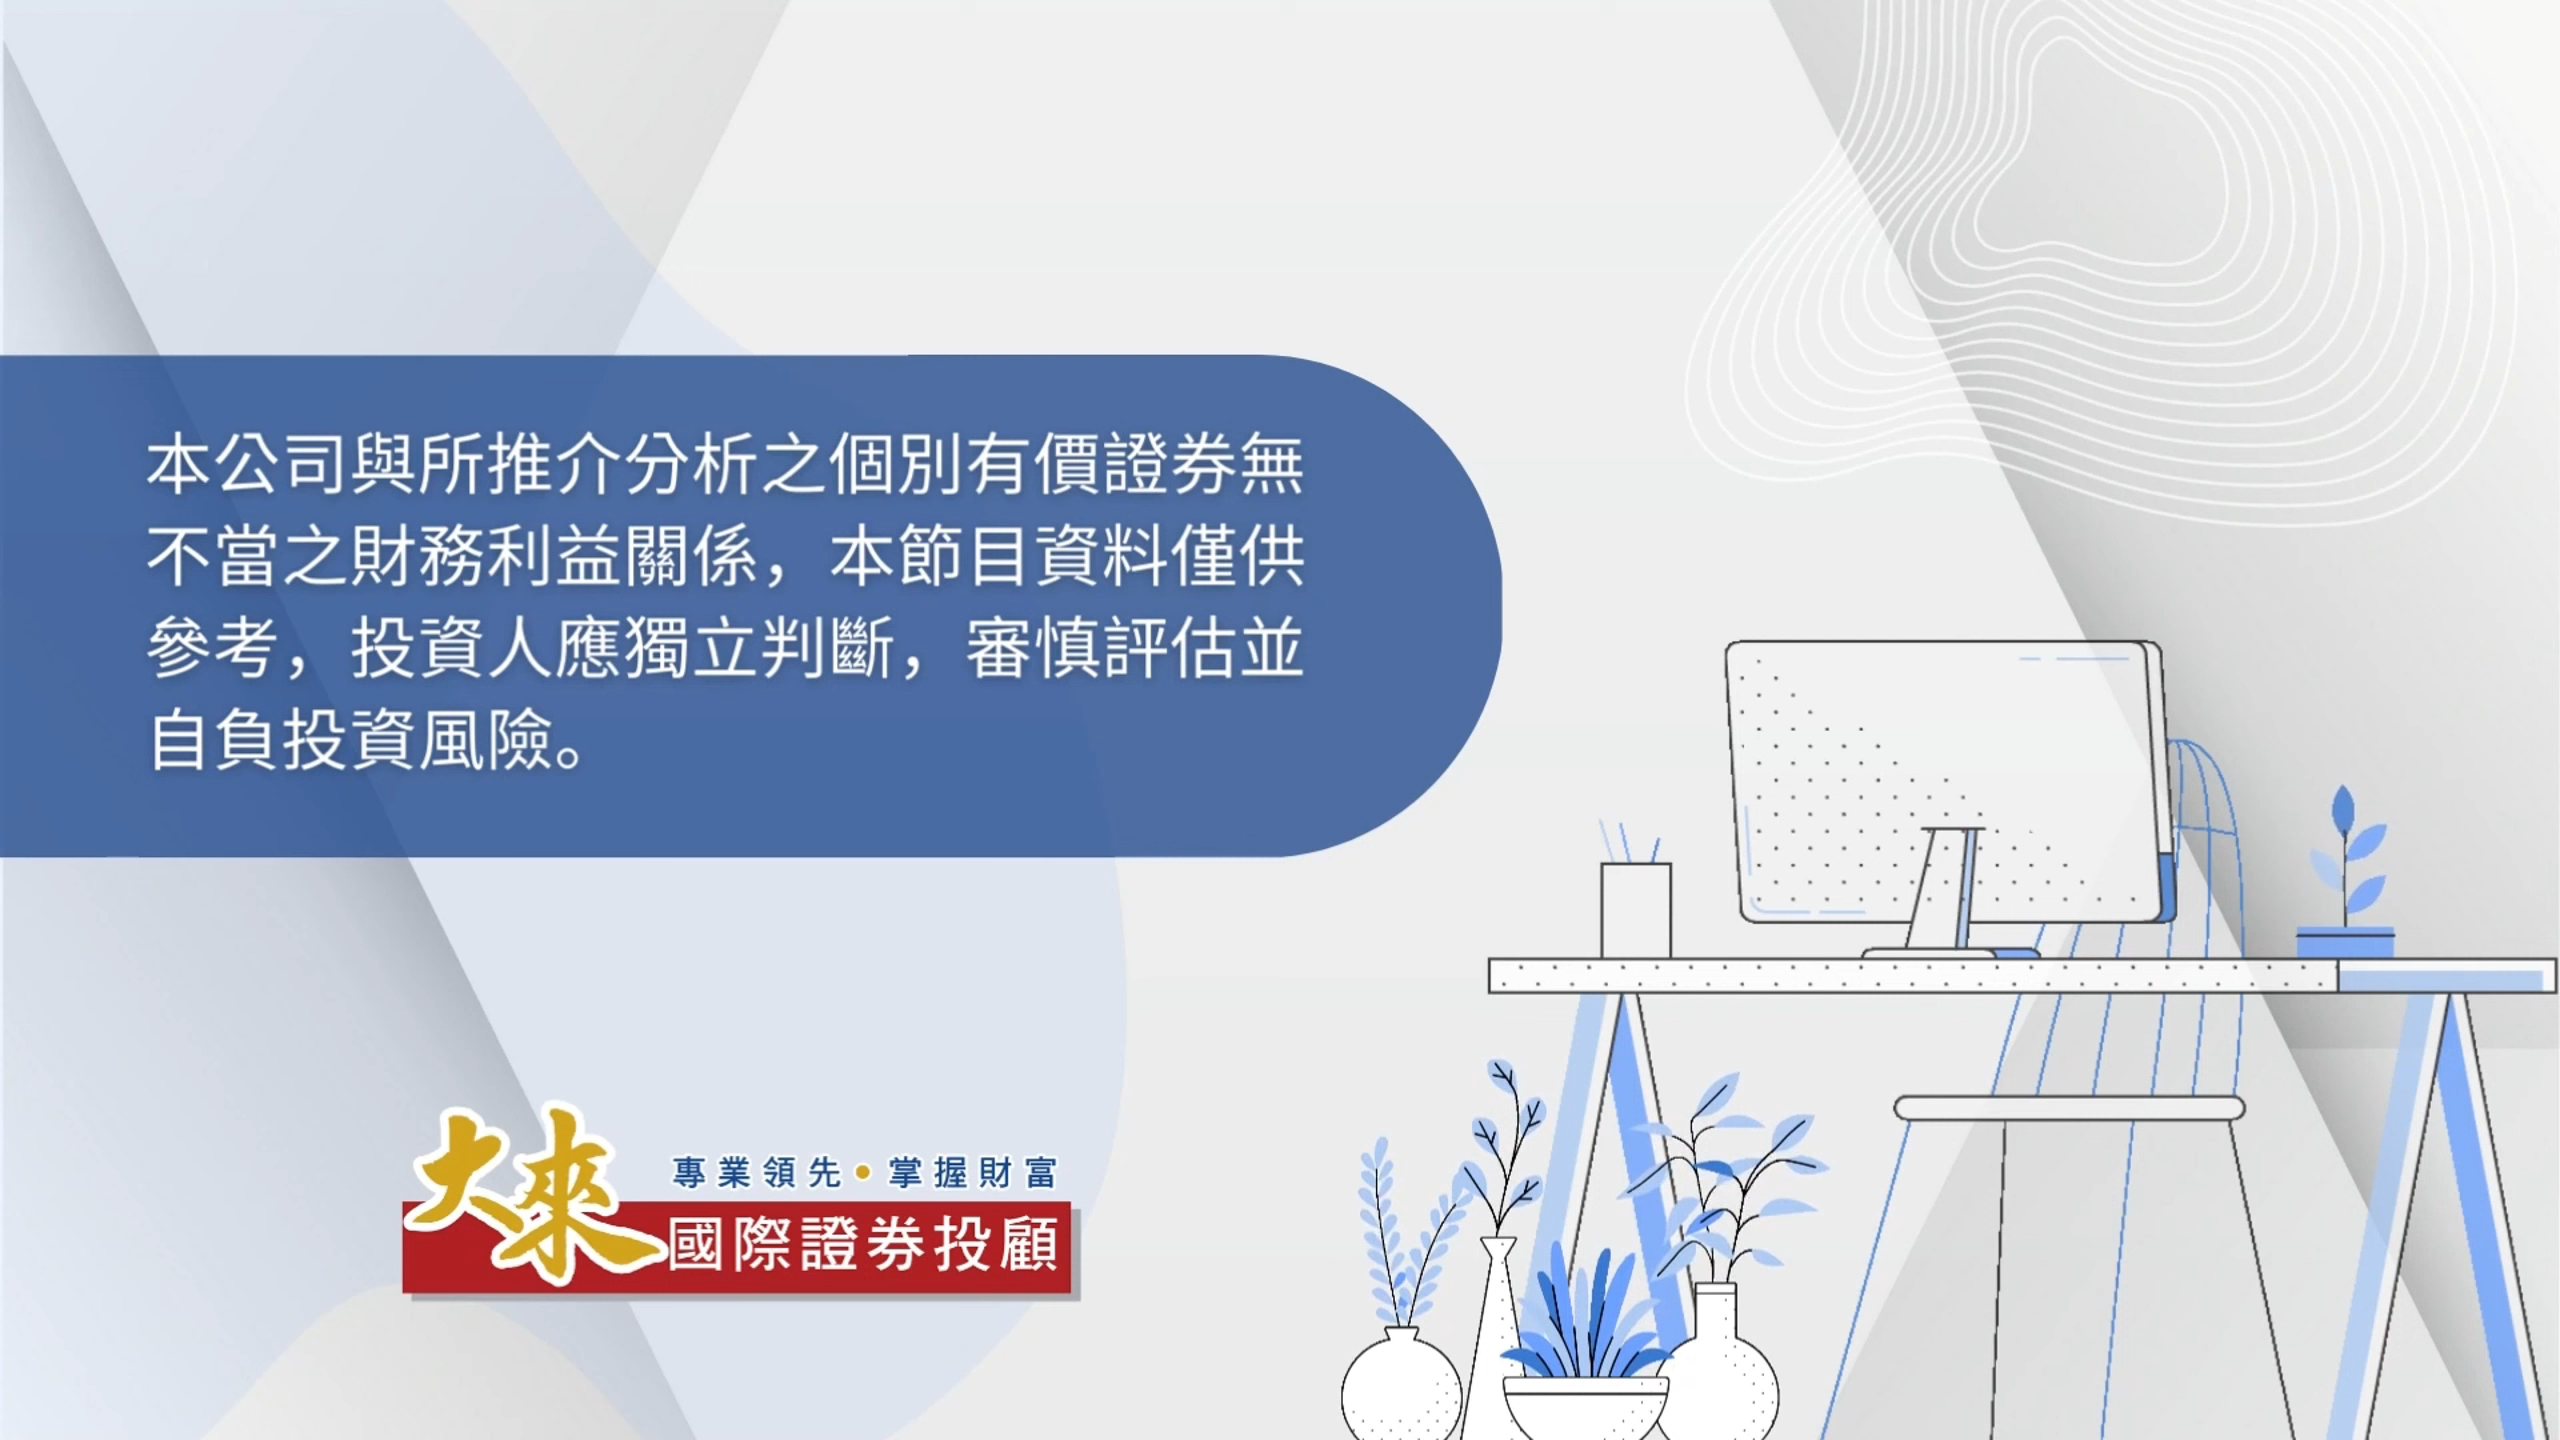 本公司與所推介分析之個別有價證券無
不當之財務利益關係，本節目資料僅供
參考，投資人應獨立判斷，審慎評估並
自負投資風險。
專業領先•掌握財富
大來國際證券投顧